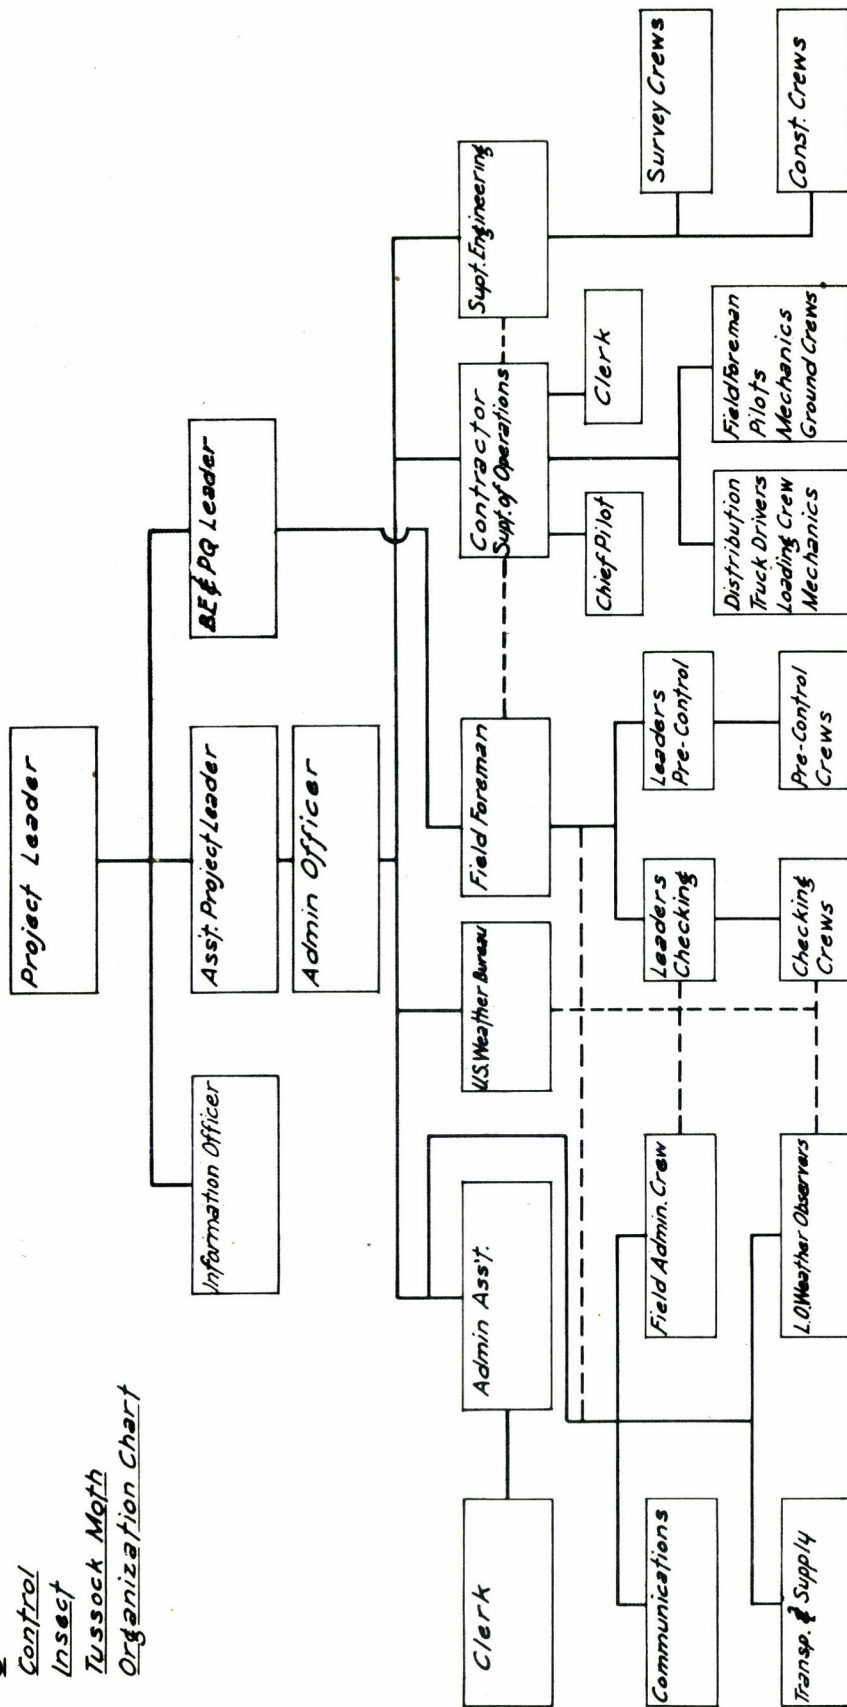 Control
Insect
Tussock Moth
Organization Chart
Project Leader
Information Officer
Ass't. Project Leader
BE & PQ Leader
Admin Officer
Clerk
Admin Ass't.
U.S. Weather Bureau
Field Foreman
Contractor
Supt. of Operations
Supt. Engineering
Communications
Field Admin. Crew
Leaders
Checking
Leaders
Pre-Control
Chief Pilot
Clerk
Survey Crews
Transp. & Supply
L.O. Weather Observers
Checking
Crews
Pre-Control
Crews
Distribution
Truck Drivers
Loading Crew
Mechanics
Field Foreman
Pilots
Mechanics
Ground Crews
Const. Crews